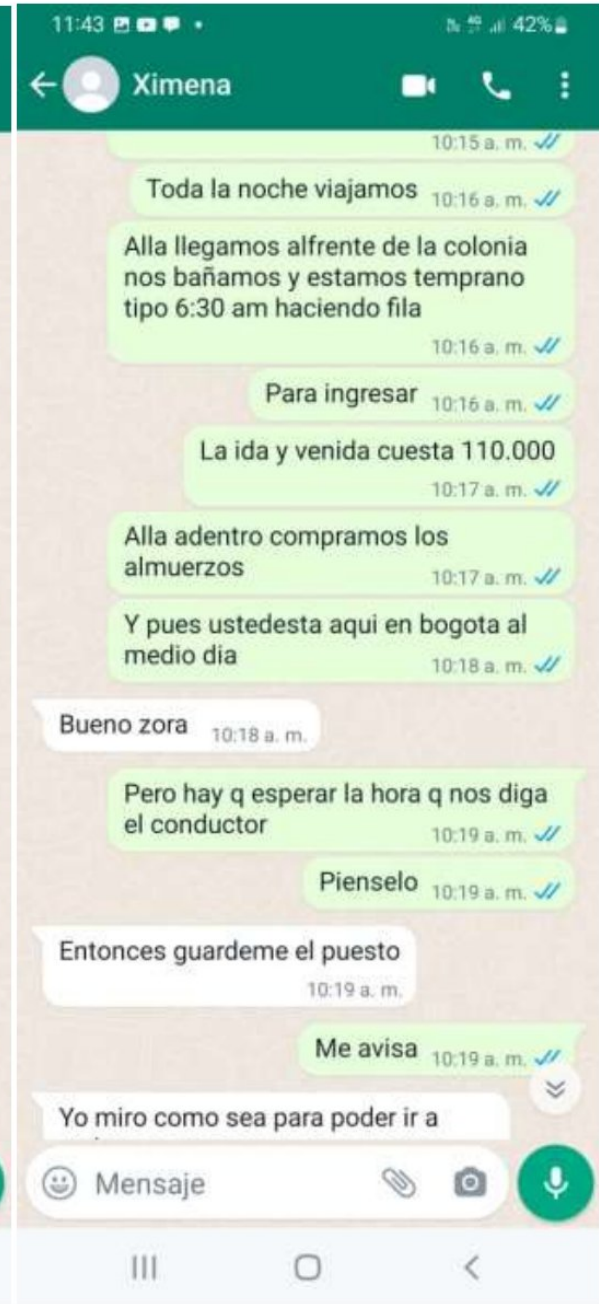 11:43
42%
Ximena
10:15 a. m.
Toda la noche viajamos 10:16 a. m.
Alla llegamos alfrente de la colonia
nos bañamos y estamos temprano
tipo 6:30 am haciendo fila
10:16 a. m.
Para ingresar 10:16 a. m.
La ida y venida cuesta 110.000
10:17 a. m.
Alla adentro compramos los
almuerzos 10:17 a. m.
Y pues ustedesta aqui en bogota al
medio dia 10:18 a. m.
Bueno zora 10:18 a. m.
Pero hay q esperar la hora q nos diga
el conductor 10:19 a. m.
Pienselo 10:19 a. m.
Entonces guardeme el puesto
10:19 a. m.
Me avisa 10:19 a. m.
Yo miro como sea para poder ir a
Mensaje